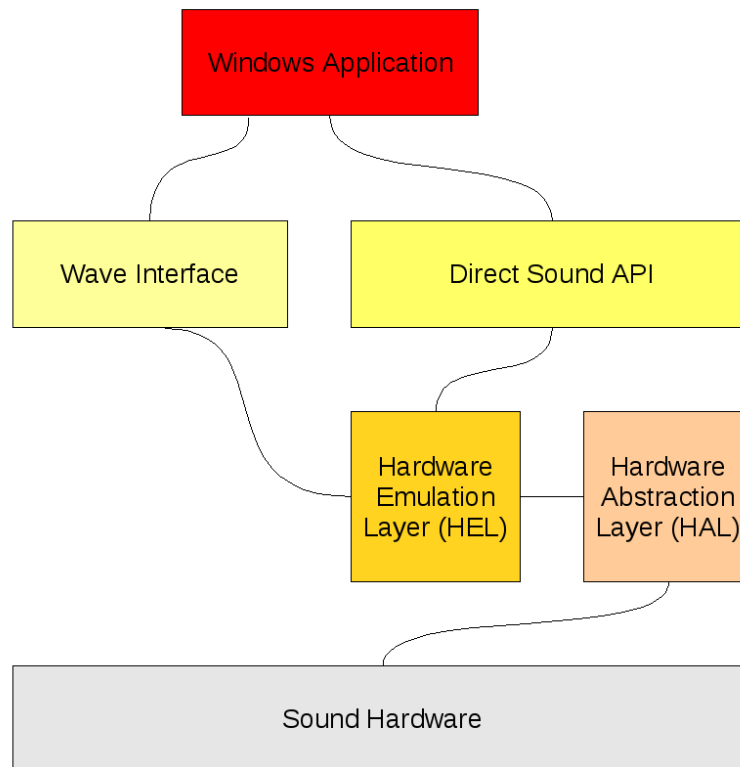 Windows Application
Wave Interface
Direct Sound API
Hardware
Emulation
Layer (HEL)
Hardware
Abstraction
Layer (HAL)
Sound Hardware